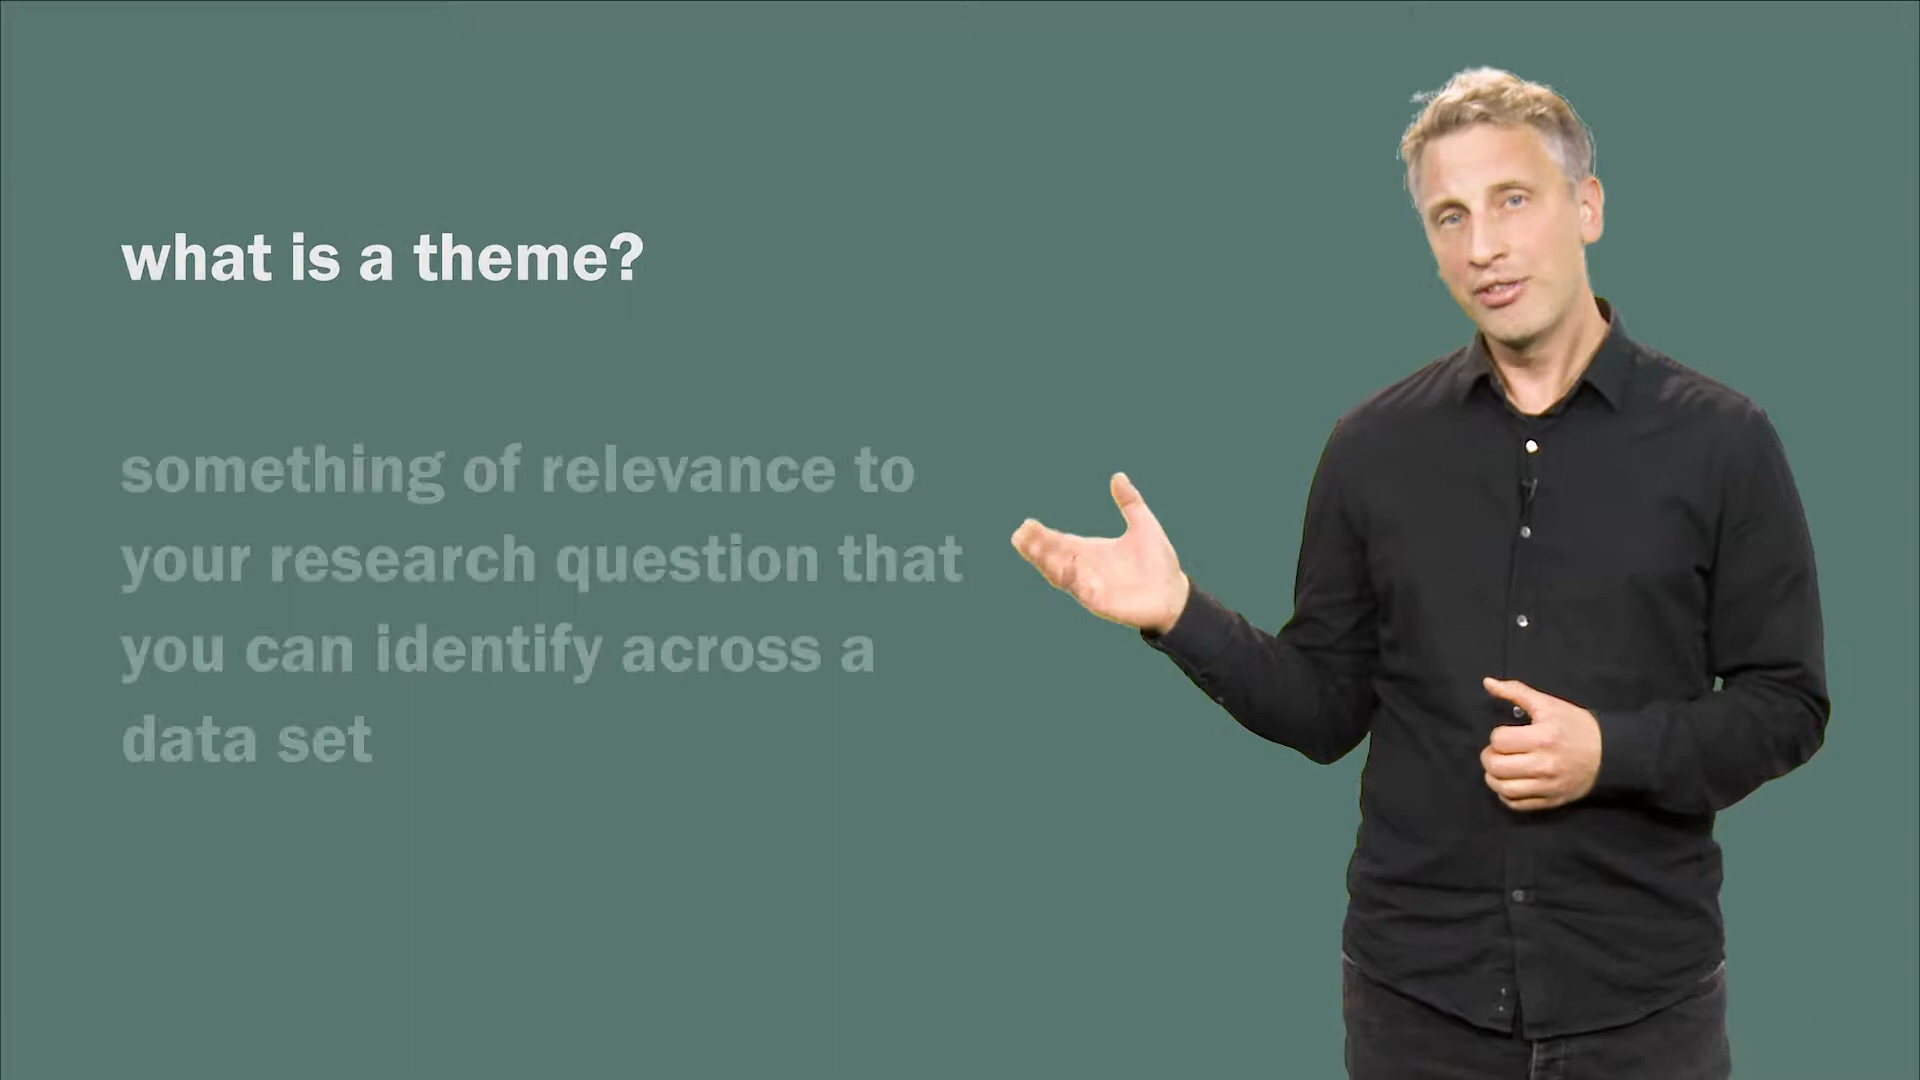 what is a theme?
something of relevance to
your research question that
you can identify across a
data set